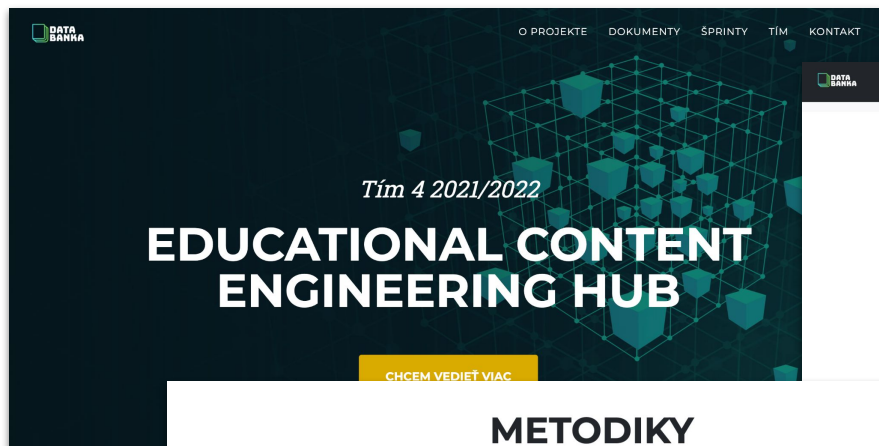 DATA
BANKA
O PROJEKTE DOKUMENTY ŠPRINTY TÍM KONTAKT
DATA
BANKA
Tím 4 2021/2022
EDUCATIONAL CONTENT
ENGINEERING HUB
CHCEM VEDIEŤ VIAC
METODIKY